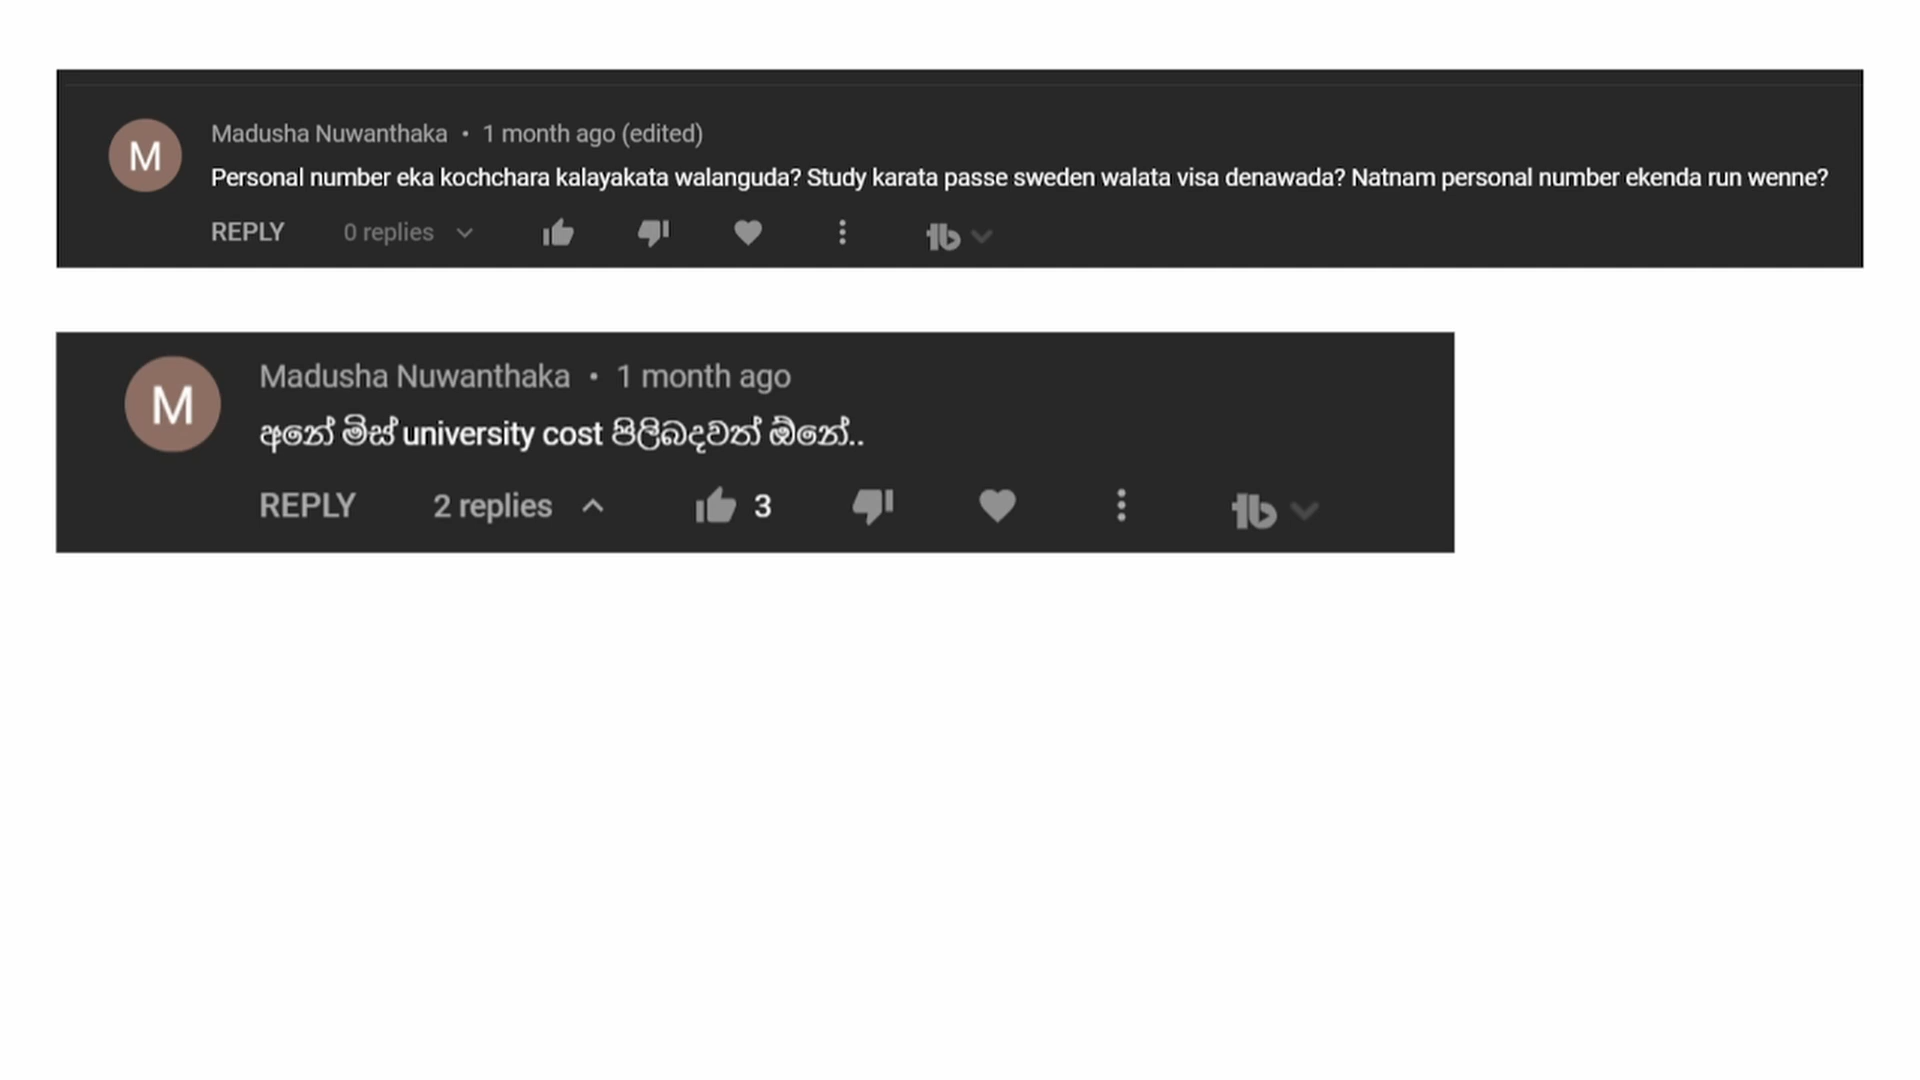 M
Madusha Nuwanthaka • 1 month ago (edited)
Personal number eka kochchara kalayakata walanguda? Study karata passe sweden walata visa denawada? Natnam personal number ekenda run wenne?
REPLY 0 replies
M
Madusha Nuwanthaka • 1 month ago
අනේ මිස් university cost පිලිබදවත් ඕනේ..
REPLY 2 replies 3